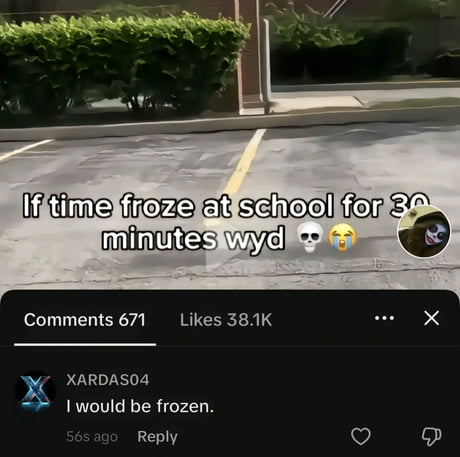 If time froze at school for 30
minutes wyd 💀😭
Comments 671 Likes 38.1K
XARDAS04
I would be frozen.
56s ago Reply